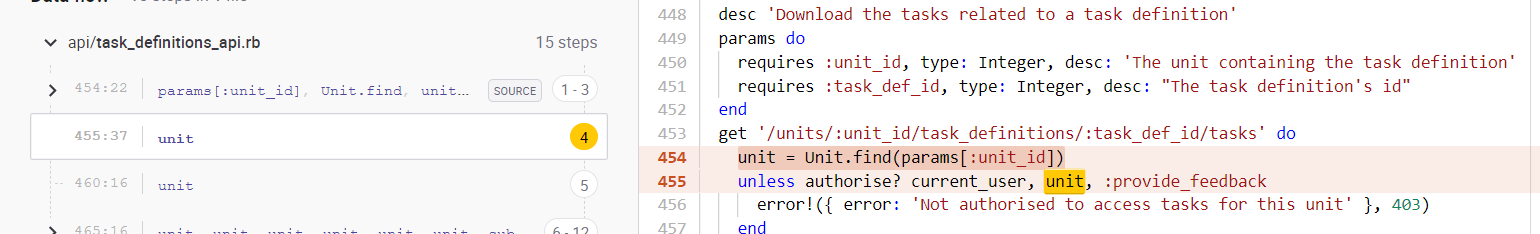 api/task_definitions_api.rb 15 steps
454:22 params[:unit_id], Unit.find, unit... SOURCE 1 - 3
455:37 unit 4
460:16 unit 5
448 desc 'Download the tasks related to a task definition'
449 params do
450 requires :unit_id, type: Integer, desc: 'The unit containing the task definition'
451 requires :task_def_id, type: Integer, desc: "The task definition's id"
452 end
453 get '/units/:unit_id/task_definitions/:task_def_id/tasks' do
454 unit = Unit.find(params[:unit_id])
455 unless authorise? current_user, unit, :provide_feedback
456 error!({ error: 'Not authorised to access tasks for this unit' }, 403)
457 end